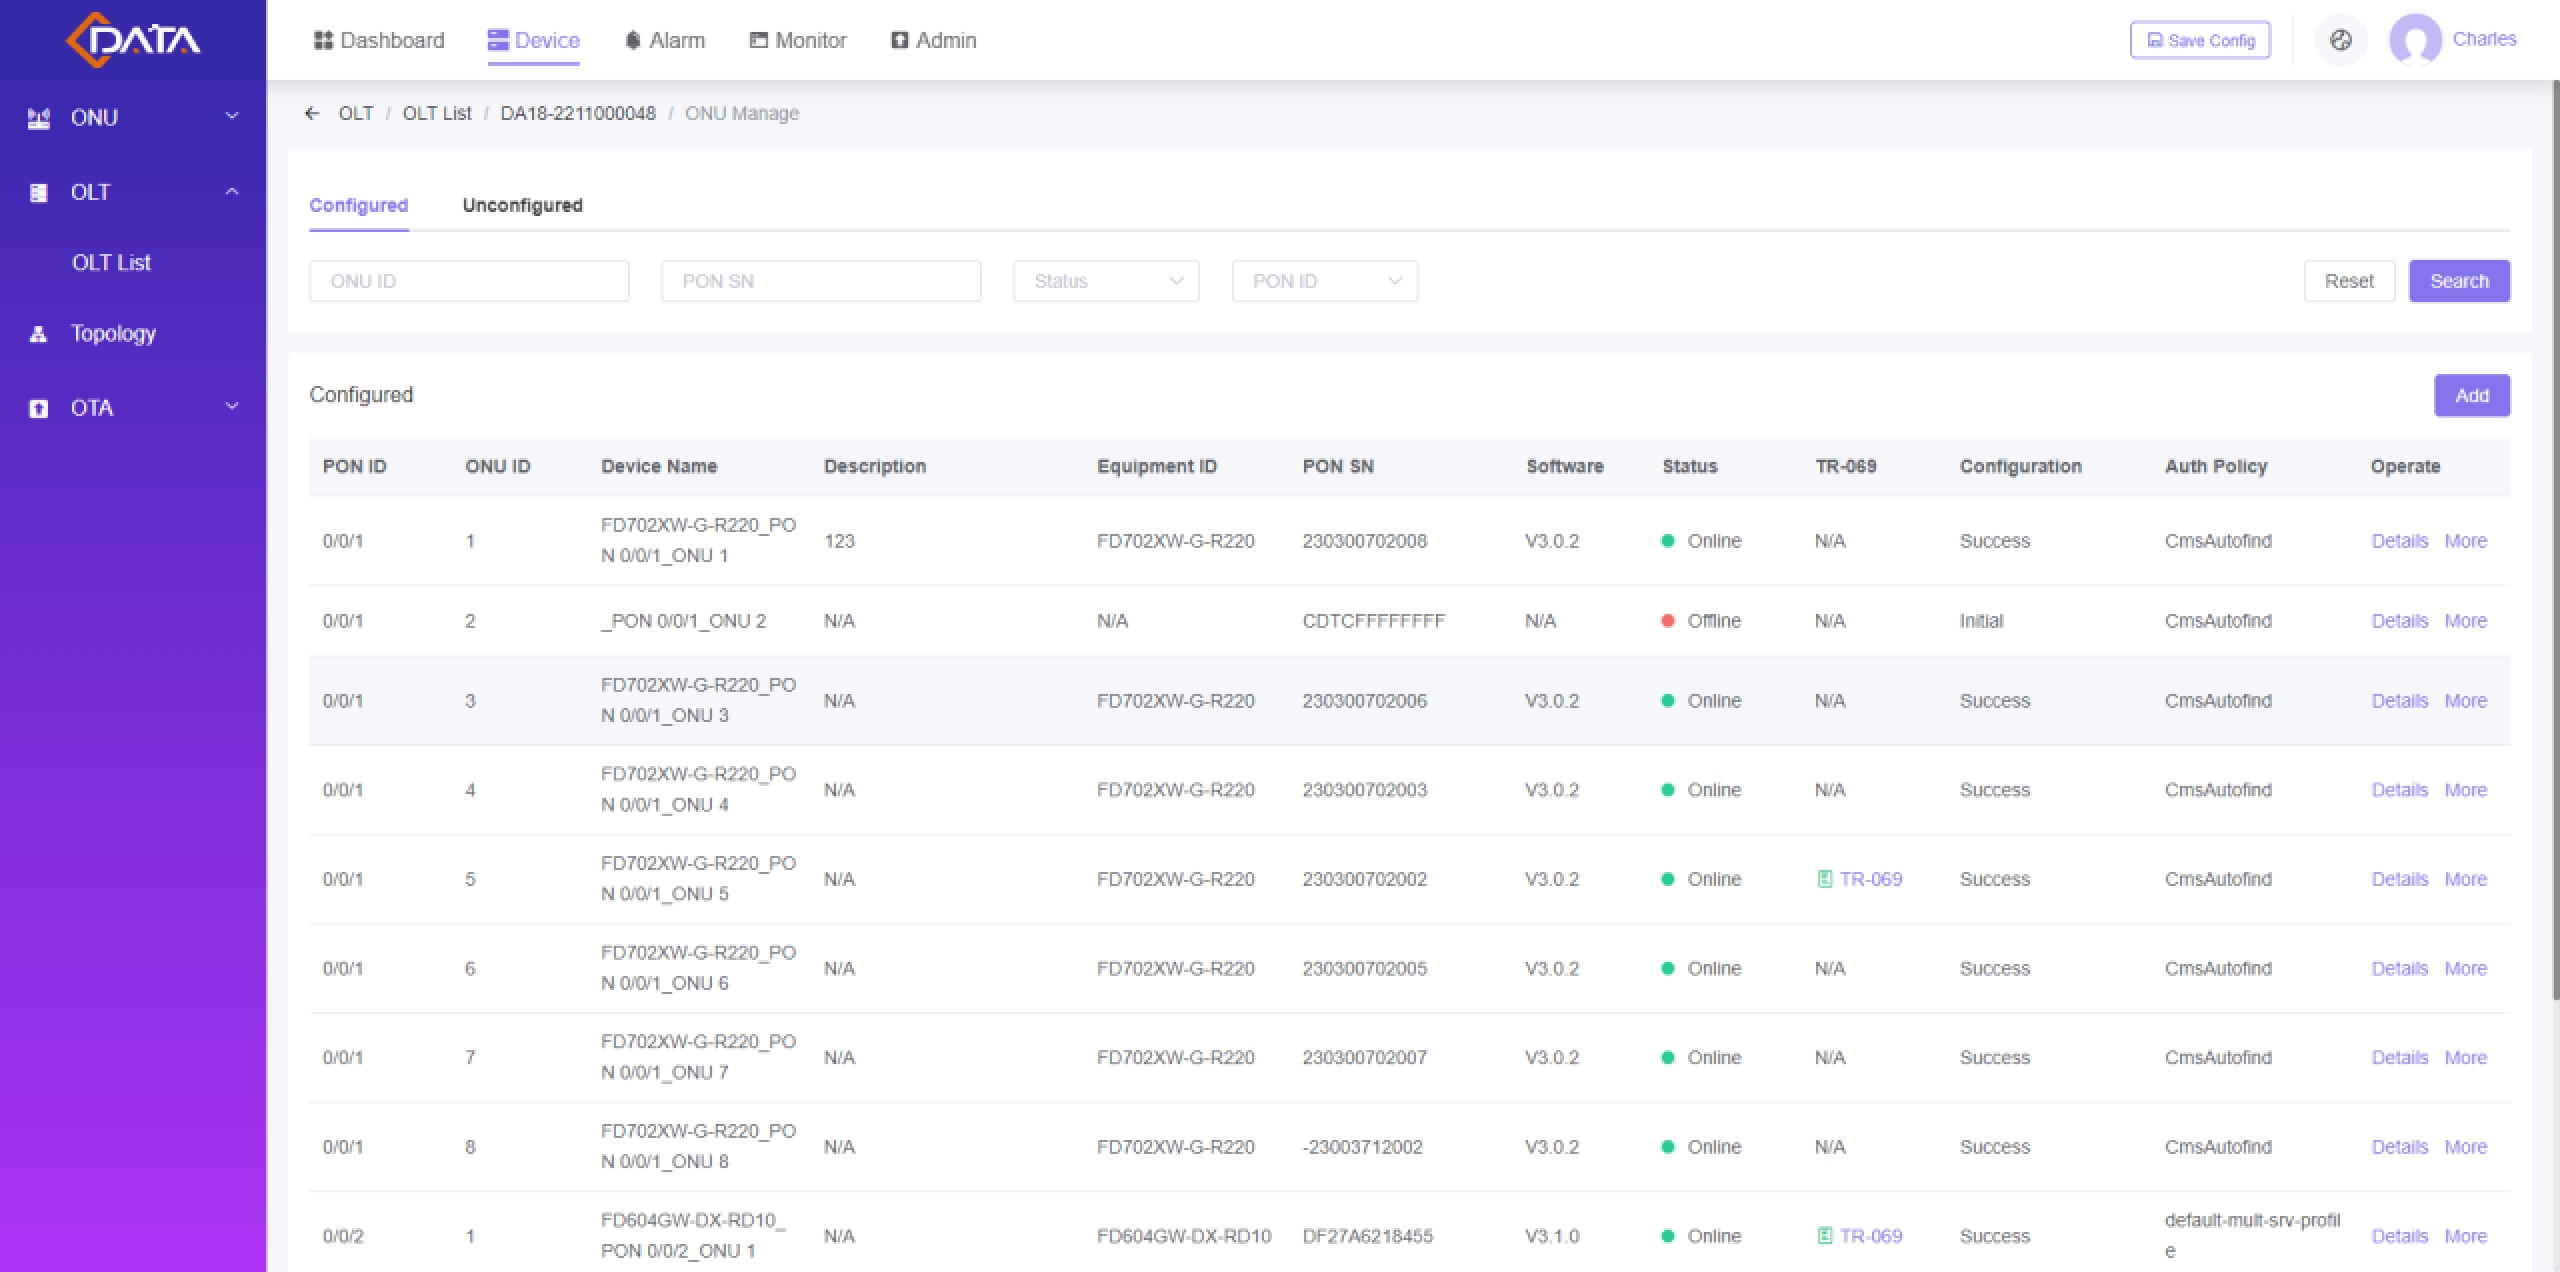 DATA
Dashboard Device Alarm Monitor Admin Save Config Charles
ONU
OLT
OLT List
Topology
OTA
OLT / OLT List / DA18-2211000048 / ONU Manage
Configured Unconfigured
ONU ID PON SN Status PON ID Reset Search
Configured Add
PON ID ONU ID Device Name Description Equipment ID PON SN Software Status TR-069 Configuration Auth Policy Operate
0/0/1 1 FD702XW-G-R220_PO 123 FD702XW-G-R220 230300702008 V3.0.2 Online N/A Success CmsAutofind Details More
N 0/0/1_ONU 1
0/0/1 2 _PON 0/0/1_ONU 2 N/A N/A CDTCFFFFFFFF N/A Offline N/A Initial CmsAutofind Details More
0/0/1 3 FD702XW-G-R220_PO N/A FD702XW-G-R220 230300702006 V3.0.2 Online N/A Success CmsAutofind Details More
N 0/0/1_ONU 3
0/0/1 4 FD702XW-G-R220_PO N/A FD702XW-G-R220 230300702003 V3.0.2 Online N/A Success CmsAutofind Details More
N 0/0/1_ONU 4
0/0/1 5 FD702XW-G-R220_PO N/A FD702XW-G-R220 230300702002 V3.0.2 Online TR-069 Success CmsAutofind Details More
N 0/0/1_ONU 5
0/0/1 6 FD702XW-G-R220_PO N/A FD702XW-G-R220 230300702005 V3.0.2 Online N/A Success CmsAutofind Details More
N 0/0/1_ONU 6
0/0/1 7 FD702XW-G-R220_PO N/A FD702XW-G-R220 230300702007 V3.0.2 Online N/A Success CmsAutofind Details More
N 0/0/1_ONU 7
0/0/1 8 FD702XW-G-R220_PO N/A FD702XW-G-R220 -23003712002 V3.0.2 Online N/A Success CmsAutofind Details More
N 0/0/1_ONU 8
0/0/2 1 FD604GW-DX-RD10_ N/A FD604GW-DX-RD10 DF27A6218455 V3.1.0 Online TR-069 Success default-mult-srv-profil Details More
PON 0/0/2_ONU 1 e